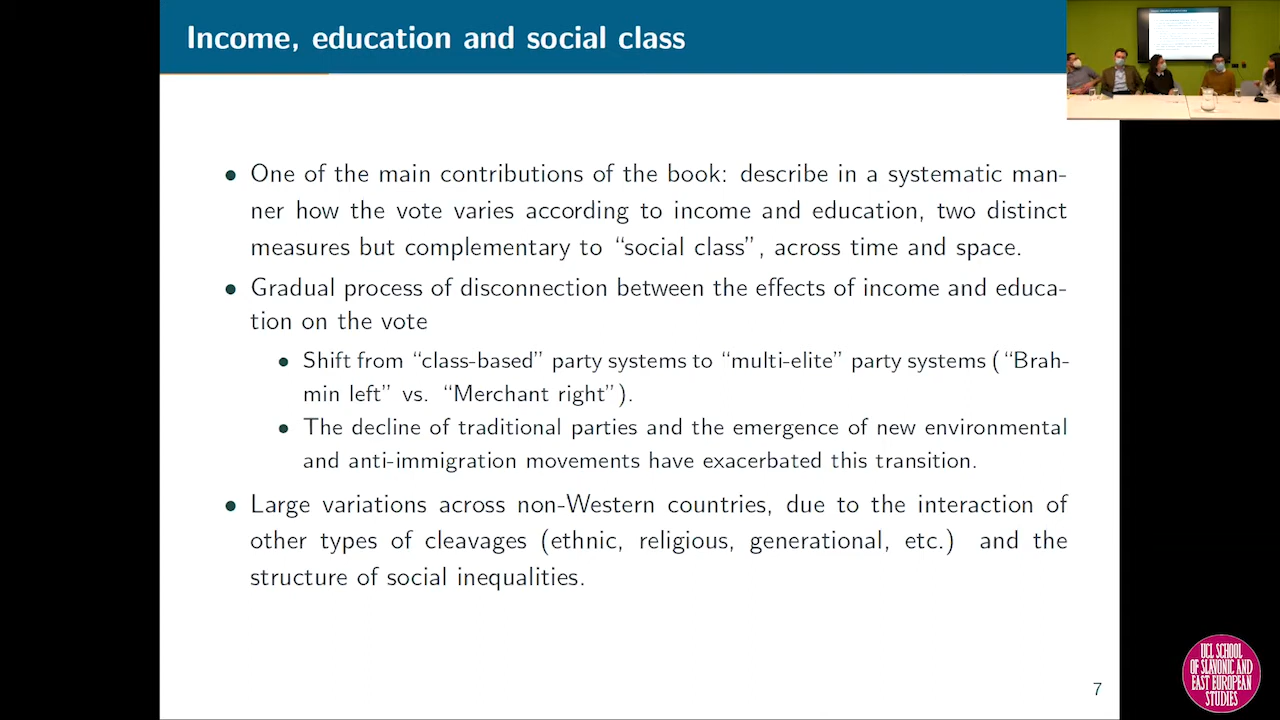 Income, education and social class
• One of the main contributions of the book: describe in a systematic man-
ner how the vote varies according to income and education, two distinct
measures but complementary to “social class”, across time and space.
• Gradual process of disconnection between the effects of income and educa-
tion on the vote
• Shift from “class-based” party systems to “multi-elite” party systems (“Brah-
min left” vs. “Merchant right”).
• The decline of traditional parties and the emergence of new environmental
and anti-immigration movements have exacerbated this transition.
• Large variations across non-Western countries, due to the interaction of
other types of cleavages (ethnic, religious, generational, etc.) and the
structure of social inequalities.
7
UCL SCHOOL
OF SLAVONIC AND
EAST EUROPEAN
STUDIES